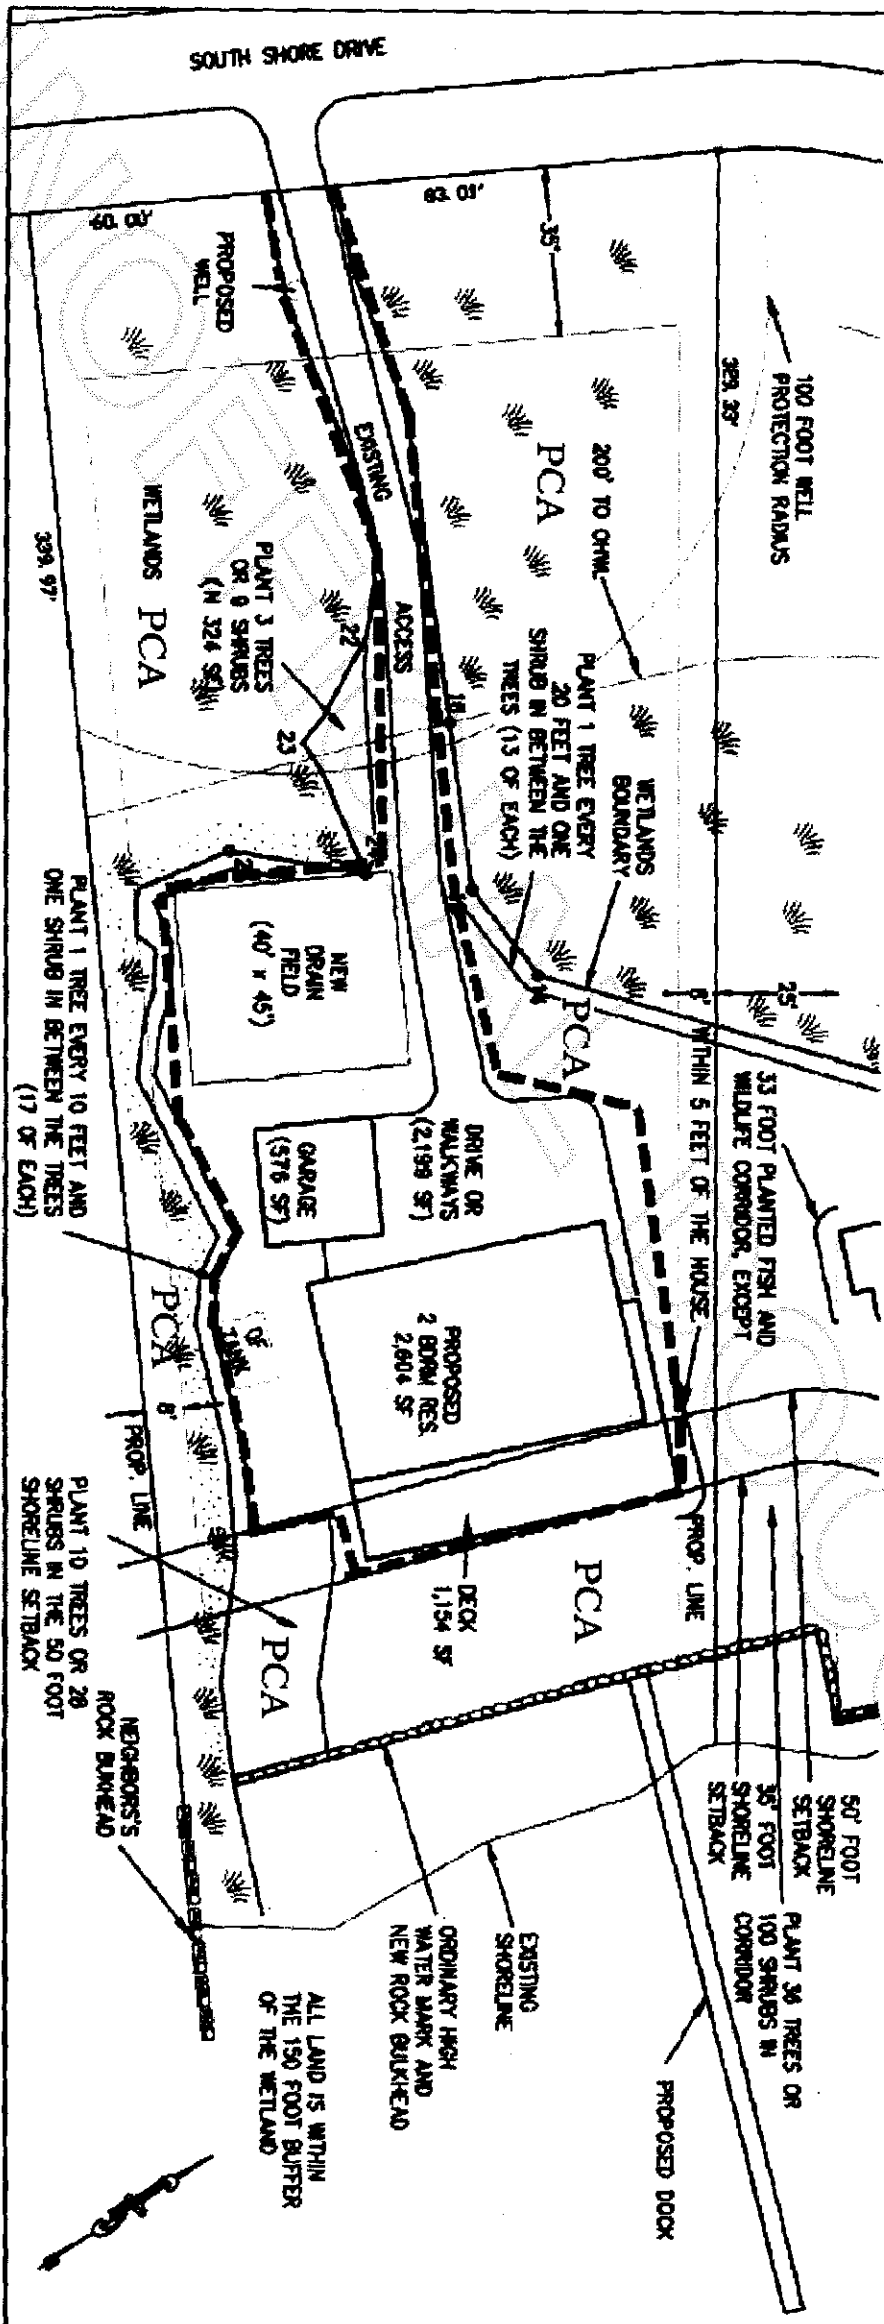 SOUTH SHORE DRIVE
60.00'
83.01'
35'
PROPOSED
WELL
100 FOOT WELL
PROTECTION RADIUS
329.33'
339.97'
EXISTING
ACCESS
WETLANDS
PCA
PCA
200' TO OHWL
PLANT 3 TREES
OR 9 SHRUBS
(IN 324 SF)
22
23
PLANT 1 TREE EVERY
20 FEET AND ONE
SHRUB IN BETWEEN THE
TREES (13 OF EACH)
WETLANDS
BOUNDARY
25'
PCA
33 FOOT PLANTED FISH AND
WILDLIFE CORRIDOR, EXCEPT
WITHIN 5 FEET OF THE HOUSE
NEW
DRAIN
FIELD
(40' x 45')
PLANT 1 TREE EVERY 10 FEET AND
ONE SHRUB IN BETWEEN THE TREES
(17 OF EACH)
DRIVE OR
WALKWAYS
(2,199 SF)
GARAGE
(576 SF)
PROPOSED
2 BDRM RES.
2,604 SF
TANK
PCA
8'
PROP. LINE
PROP. LINE
DECK
1,154 SF
PCA
PCA
PLANT 10 TREES OR 28
SHRUBS IN THE 50 FOOT
SHORELINE SETBACK
NEIGHBORS'S
ROCK BUKHEAD
50' FOOT
SHORELINE
SETBACK
FOOT
SHORELINE
SETBACK
PLANT 36 TREES OR
100 SHRUBS IN
CORRIDOR
EXISTING
SHORELINE
ORDINARY HIGH
WATER MARK AND
NEW ROCK BULKHEAD
PROPOSED DOCK
ALL LAND IS WITHIN
THE 150 FOOT BUFFER
OF THE WETLAND